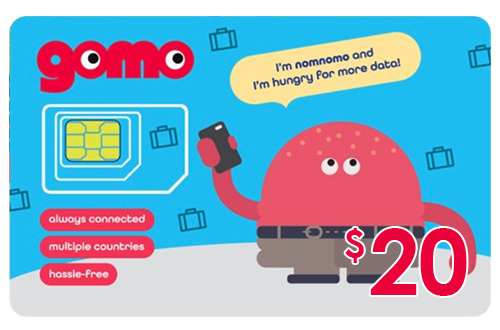 gomo
I'm nomnomo and
I'm hungry for more data!
always connected
multiple countries
hassle-free
$20